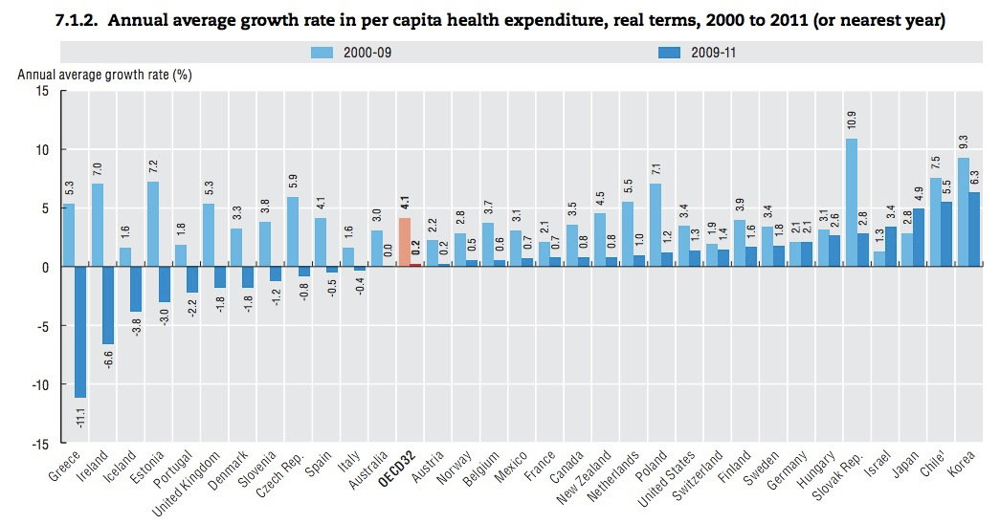 7.1.2. Annual average growth rate in per capita health expenditure, real terms, 2000 to 2011 (or nearest year)
2000-09 2009-11
Annual average growth rate (%)
15
10
5
0
-5
-10
-15
5.3 -11.1
7.0 -6.6
1.6 -3.8
7.2 -3.0
1.8 -2.2
5.3 -1.8
3.3 -1.8
3.8 -1.2
5.9 -0.8
4.1 -0.5
1.6 -0.4
3.0 0.0
4.1 0.2
2.2 0.2
2.8 0.5
3.7 0.6
3.1 0.7
2.1 0.7
3.5 0.8
4.5 0.8
5.5 1.0
7.1 1.2
3.4 1.3
1.9 1.4
3.9 1.6
3.4 1.8
2.1 2.1
3.1 2.6
10.9 2.8
1.3 3.4
2.8 4.9
7.5 5.5
9.3 6.3
Greece
Ireland
Iceland
Estonia
Portugal
United Kingdom
Denmark
Slovenia
Czech Rep.
Spain
Italy
Australia
OECD32
Austria
Norway
Belgium
Mexico
France
Canada
New Zealand
Netherlands
Poland
United States
Switzerland
Finland
Sweden
Germany
Hungary
Slovak Rep.
Israel
Japan
Chile¹
Korea